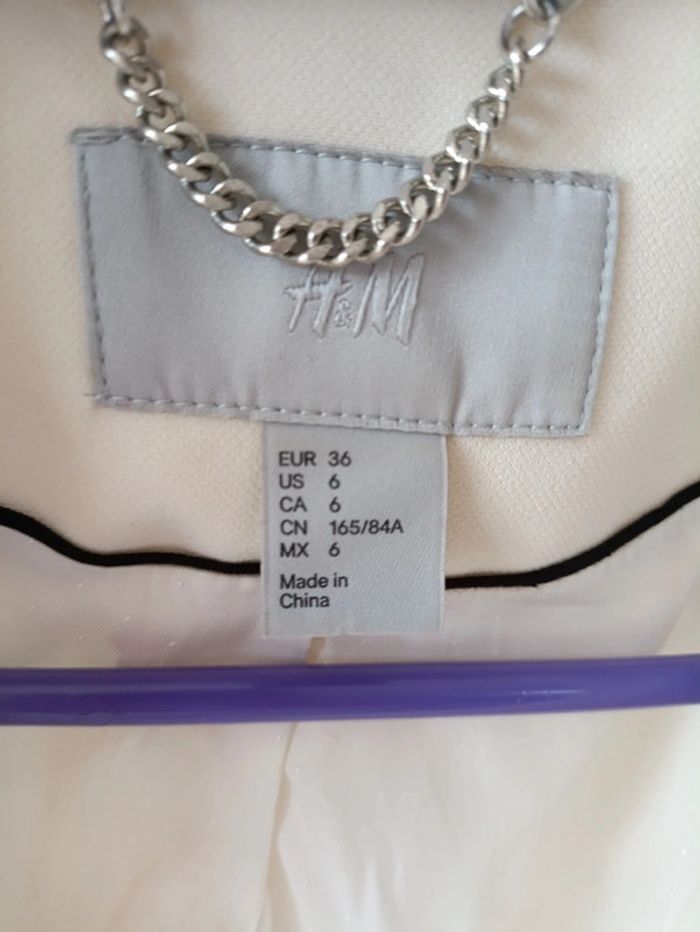 H&M
EUR 36
US 6
CA 6
CN 165/84A
MX 6
Made in
China